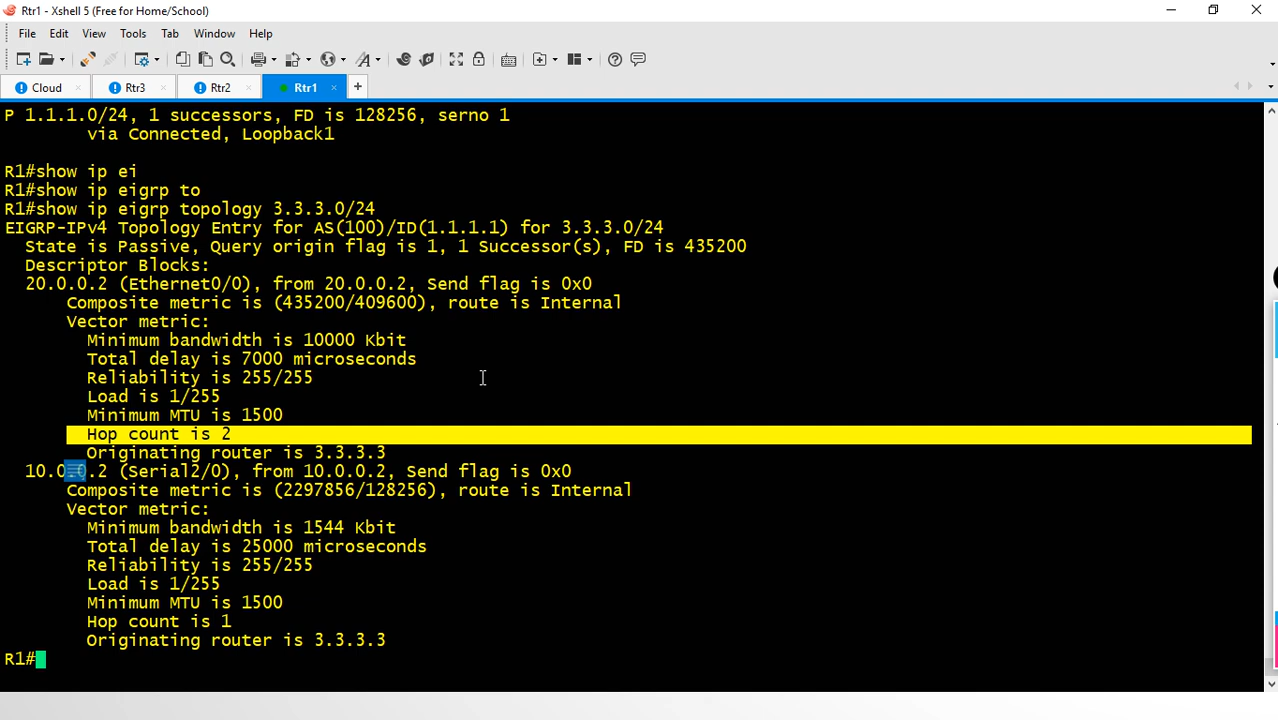 Rtr1 - Xshell 5 (Free for Home/School)
File Edit View Tools Tab Window Help
Cloud Rtr3 Rtr2 Rtr1
P 1.1.1.0/24, 1 successors, FD is 128256, serno 1
via Connected, Loopback1
R1#show ip ei
R1#show ip eigrp to
R1#show ip eigrp topology 3.3.3.0/24
EIGRP-IPv4 Topology Entry for AS(100)/ID(1.1.1.1) for 3.3.3.0/24
State is Passive, Query origin flag is 1, 1 Successor(s), FD is 435200
Descriptor Blocks:
20.0.0.2 (Ethernet0/0), from 20.0.0.2, Send flag is 0x0
Composite metric is (435200/409600), route is Internal
Vector metric:
Minimum bandwidth is 10000 Kbit
Total delay is 7000 microseconds
Reliability is 255/255
Load is 1/255
Minimum MTU is 1500
Hop count is 2
Originating router is 3.3.3.3
10.0.0.2 (Serial2/0), from 10.0.0.2, Send flag is 0x0
Composite metric is (2297856/128256), route is Internal
Vector metric:
Minimum bandwidth is 1544 Kbit
Total delay is 25000 microseconds
Reliability is 255/255
Load is 1/255
Minimum MTU is 1500
Hop count is 1
Originating router is 3.3.3.3
R1#